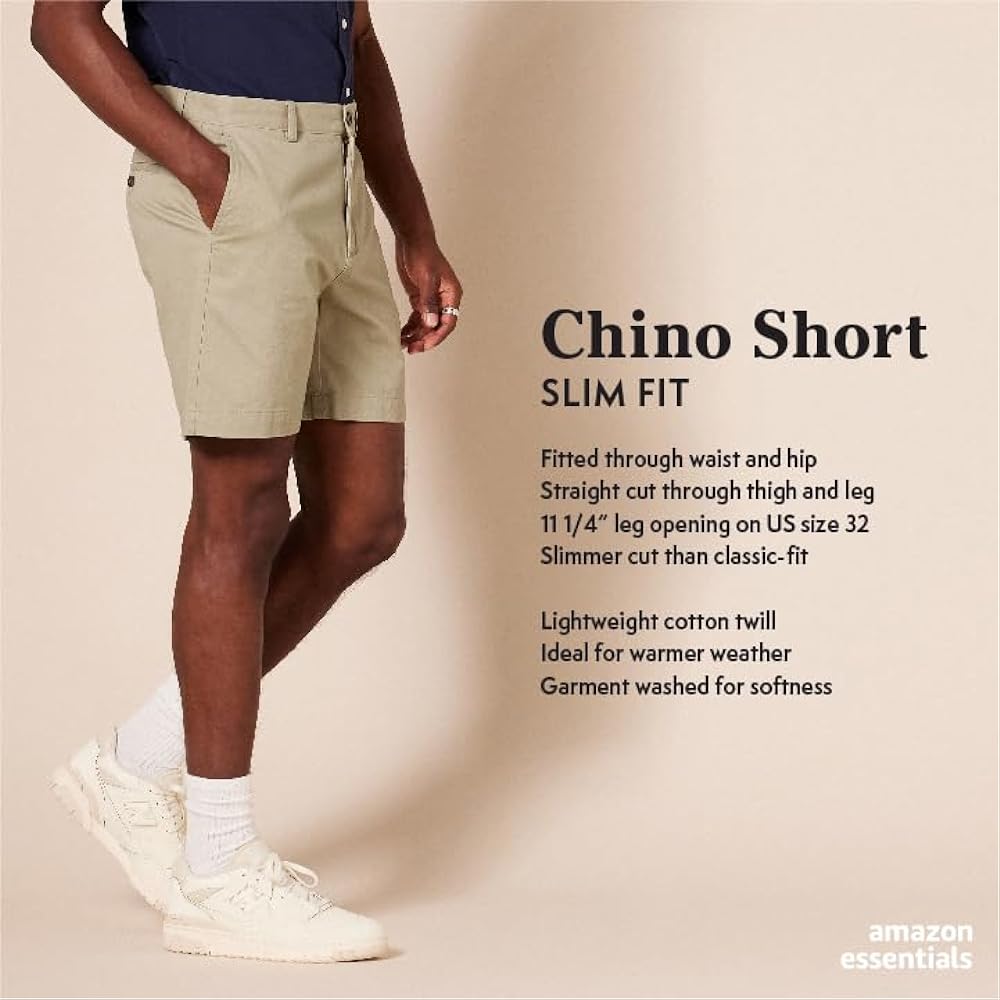 Chino Short
SLIM FIT
Fitted through waist and hip
Straight cut through thigh and leg
11 1/4” leg opening on US size 32
Slimmer cut than classic-fit
Lightweight cotton twill
Ideal for warmer weather
Garment washed for softness
amazon
essentials